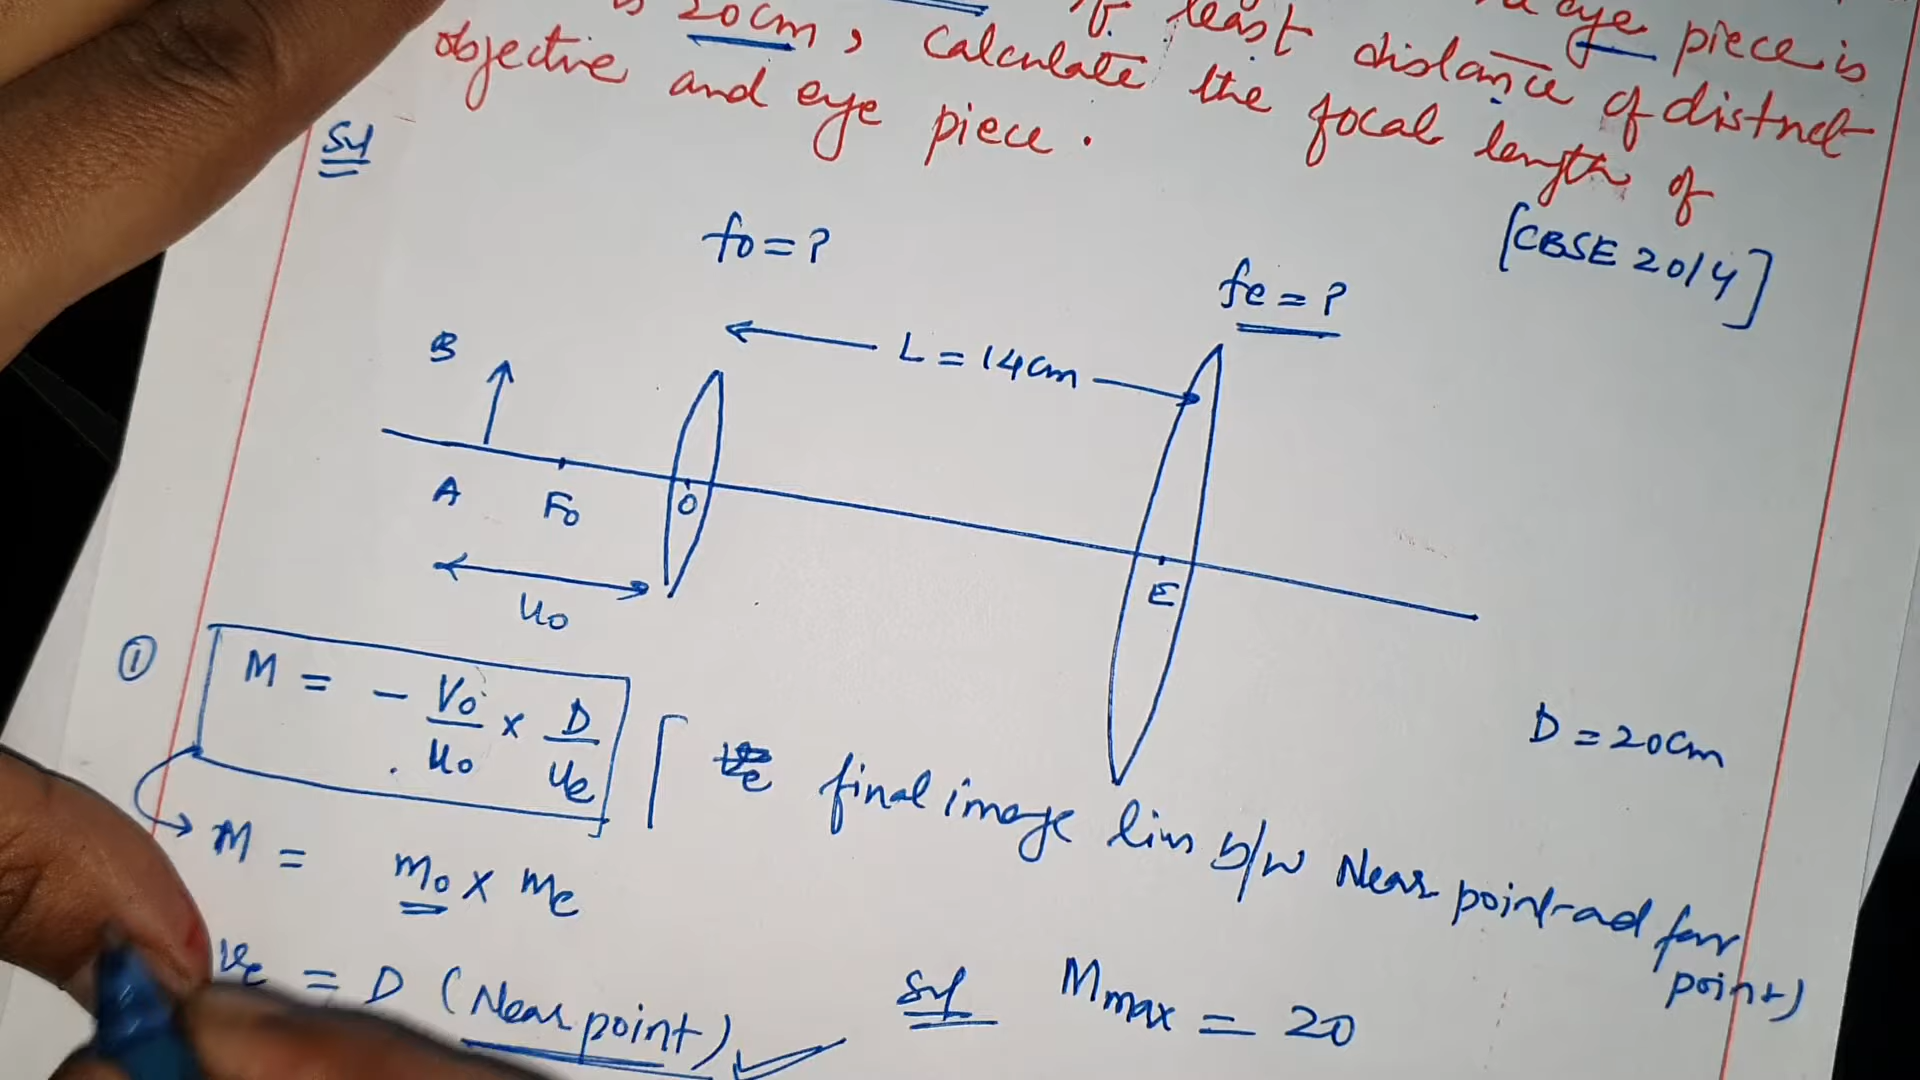 eye piece is
is 20cm, If least distance of distinct
objective and eye piece. Calculate the focal length of
[CBSE 2014]
Sol
fo = ?
fe = ?
L = 14cm
B
A
Fo
O
E
uo
D = 20cm
① M = - Vo/uo × D/ue
final image lies b/w Near point ad far point)
M = mo × me
ve = D (Near point)
Sol Mmax = 20